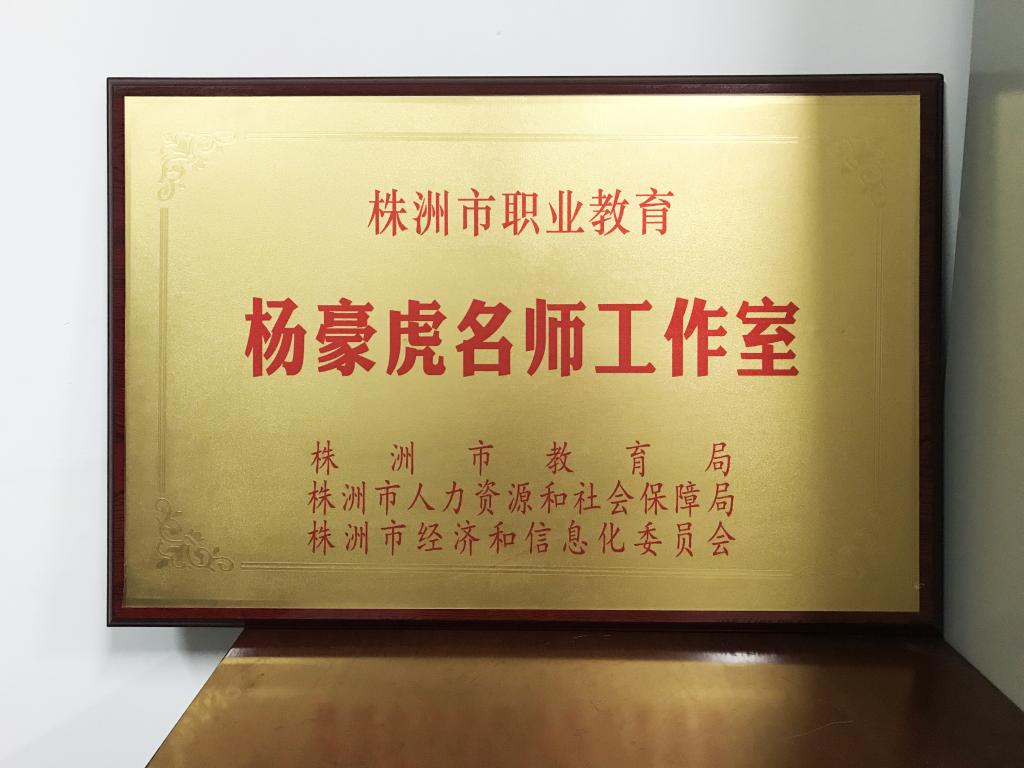 株洲市职业教育
杨豪虎名师工作室
株洲市教育局
株洲市人力资源和社会保障局
株洲市经济和信息化委员会